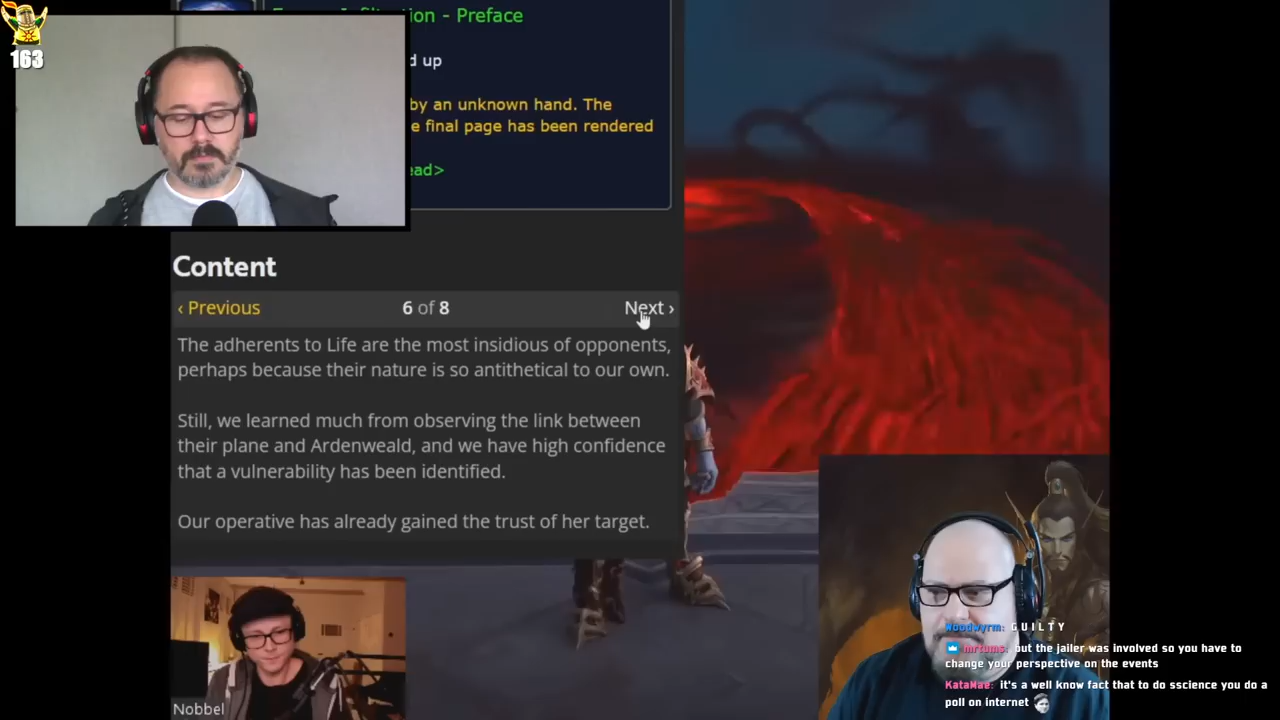 163
tion - Preface
d up
by an unknown hand. The
e final page has been rendered
ead>
Content
‹ Previous
6 of 8
Next ›
The adherents to Life are the most insidious of opponents,
perhaps because their nature is so antithetical to our own.
Still, we learned much from observing the link between
their plane and Ardenweald, and we have high confidence
that a vulnerability has been identified.
Our operative has already gained the trust of her target.
Nobbel
Woodwyrm: G U I L T Y
mrtums: but the jailer was involved so you have to
change your perspective on the events
KataMae: it's a well know fact that to do sscience you do a
poll on internet